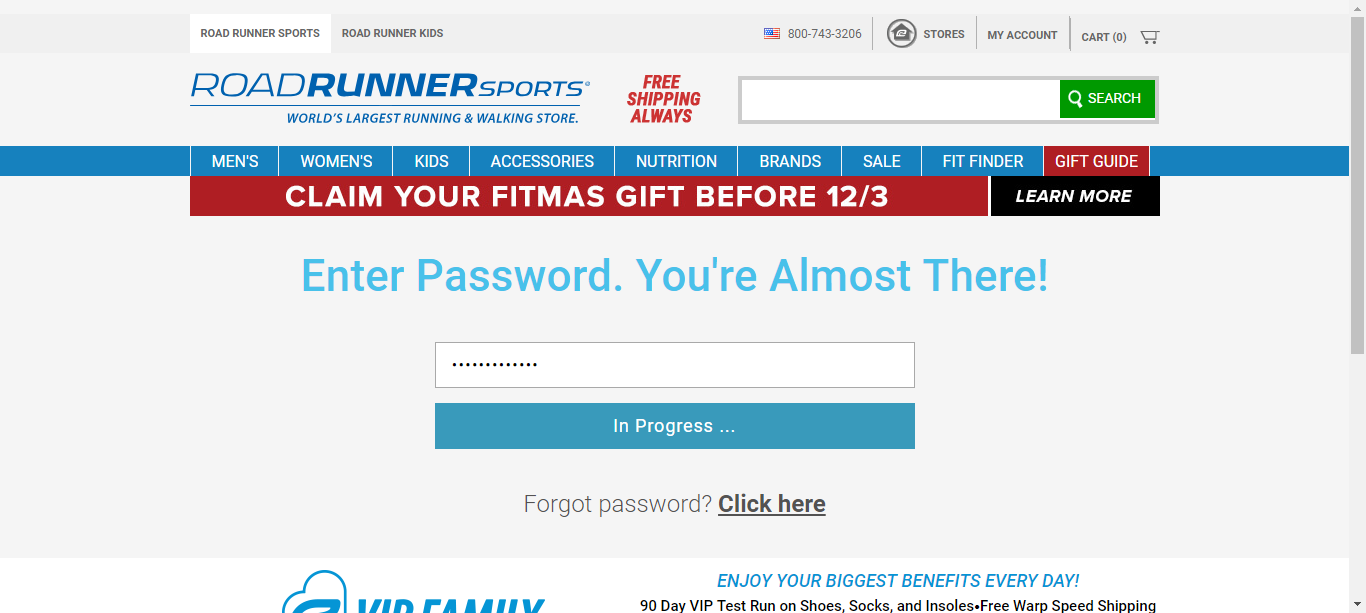 ROAD RUNNER SPORTS
ROAD RUNNER KIDS
800-743-3206
STORES
MY ACCOUNT
CART (0)
ROADRUNNERSPORTS®
WORLD'S LARGEST RUNNING & WALKING STORE.
FREE
SHIPPING
ALWAYS
SEARCH
MEN'S
WOMEN'S
KIDS
ACCESSORIES
NUTRITION
BRANDS
SALE
FIT FINDER
GIFT GUIDE
CLAIM YOUR FITMAS GIFT BEFORE 12/3
LEARN MORE
Enter Password. You're Almost There!
•••••••••••••
In Progress ...
Forgot password? Click here
VIP FAMILY
ENJOY YOUR BIGGEST BENEFITS EVERY DAY!
90 Day VIP Test Run on Shoes, Socks, and Insoles•Free Warp Speed Shipping